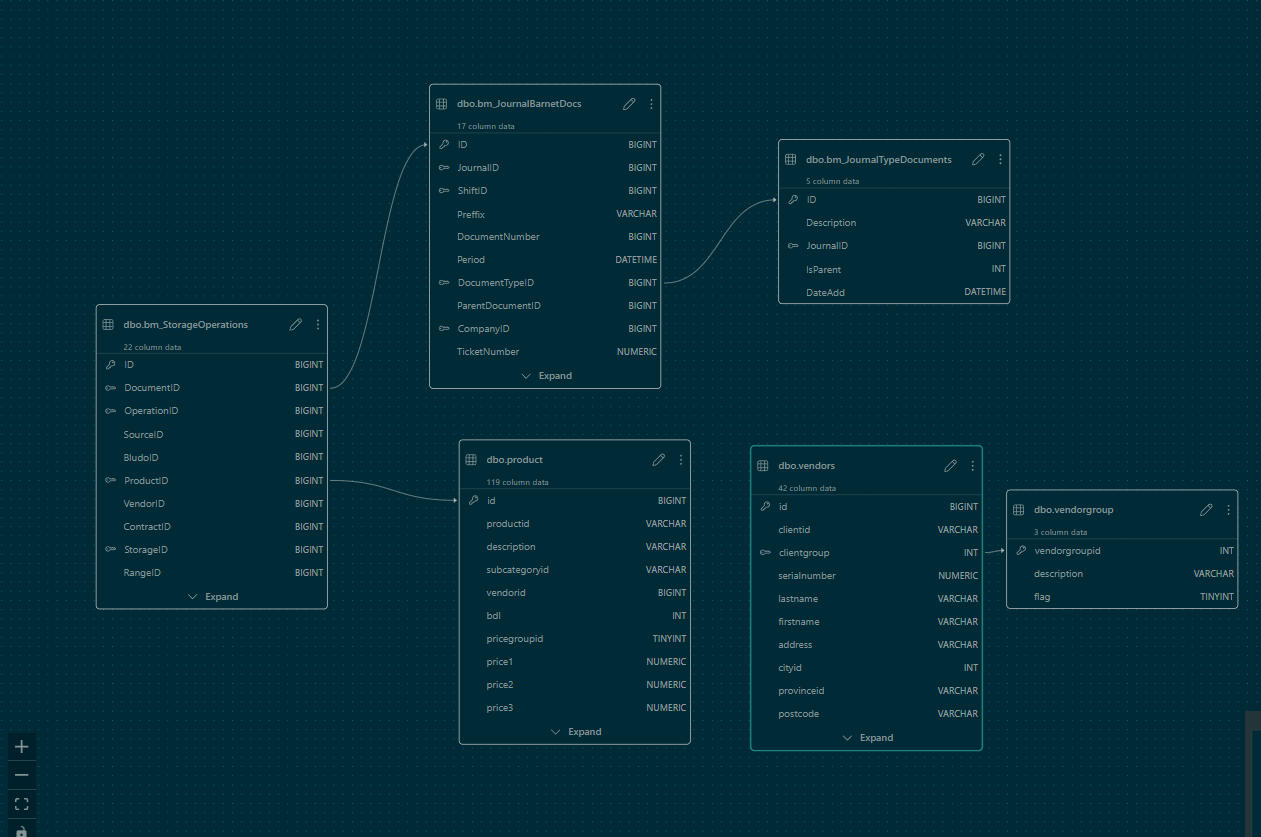 dbo.bm_JournalBarnetDocs
17 column data
ID BIGINT
JournalID BIGINT
ShiftID BIGINT
Preffix VARCHAR
DocumentNumber BIGINT
Period DATETIME
DocumentTypeID BIGINT
ParentDocumentID BIGINT
CompanyID BIGINT
TicketNumber NUMERIC
Expand
dbo.bm_JournalTypeDocuments
5 column data
ID BIGINT
Description VARCHAR
JournalID BIGINT
IsParent INT
DateAdd DATETIME
dbo.bm_StorageOperations
22 column data
ID BIGINT
DocumentID BIGINT
OperationID BIGINT
SourceID BIGINT
BludoID BIGINT
ProductID BIGINT
VendorID BIGINT
ContractID BIGINT
StorageID BIGINT
RangeID BIGINT
Expand
dbo.product
119 column data
id BIGINT
productid VARCHAR
description VARCHAR
subcategoryid VARCHAR
vendorid BIGINT
bdl INT
pricegroupid TINYINT
price1 NUMERIC
price2 NUMERIC
price3 NUMERIC
Expand
dbo.vendors
42 column data
id BIGINT
clientid VARCHAR
clientgroup INT
serialnumber NUMERIC
lastname VARCHAR
firstname VARCHAR
address VARCHAR
cityid INT
provinceid VARCHAR
postcode VARCHAR
Expand
dbo.vendorgroup
3 column data
vendorgroupid INT
description VARCHAR
flag TINYINT